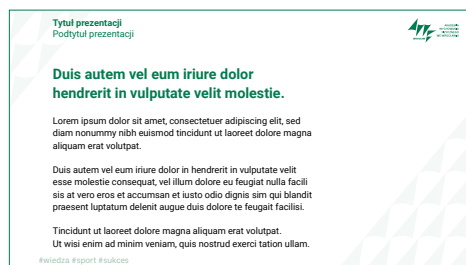 Tytuł prezentacji
Podtytuł prezentacji
Duis autem vel eum iriure dolor
hendrerit in vulputate velit molestie.
Lorem ipsum dolor sit amet, consectetuer adipiscing elit, sed
diam nonummy nibh euismod tincidunt ut laoreet dolore magna
aliquam erat volutpat.
Duis autem vel eum iriure dolor in hendrerit in vulputate velit
esse molestie consequat, vel illum dolore eu feugiat nulla facili
sis at vero eros et accumsan et iusto odio dignis sim qui blandit
praesent luptatum delenit augue duis dolore te feugait facilisi.
Tincidunt ut laoreet dolore magna aliquam erat volutpat.
Ut wisi enim ad minim veniam, quis nostrud exerci tation ullam.
#wiedza #sport #sukces